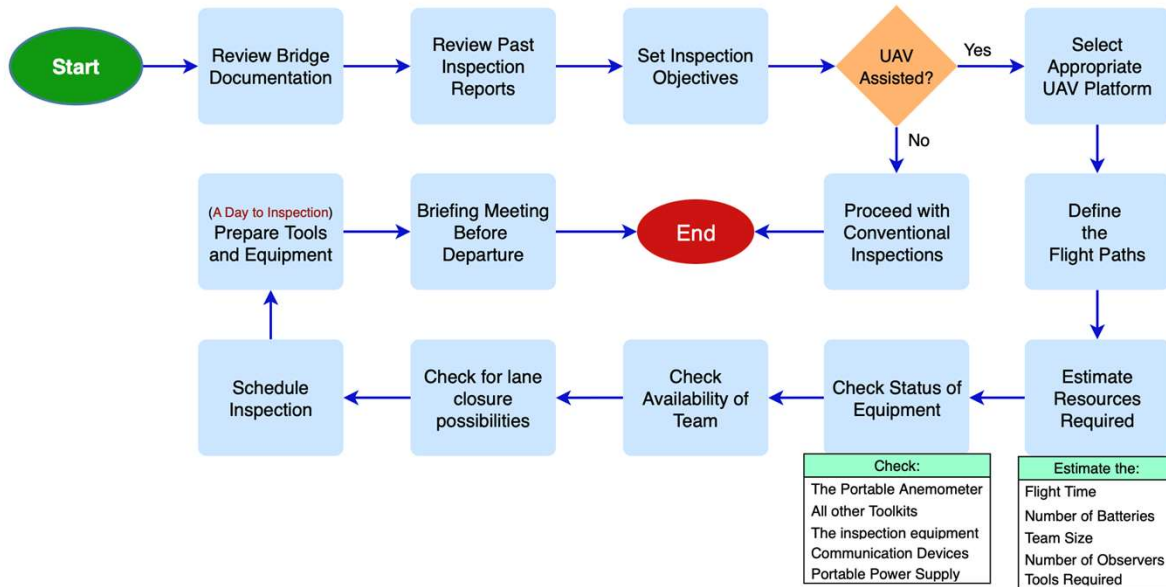 Start
Review Bridge
Documentation
Review Past
Inspection
Reports
Set Inspection
Objectives
UAV
Assisted?
Yes
Select
Appropriate
UAV Platform
No
(A Day to Inspection)
Prepare Tools
and Equipment
Briefing Meeting
Before
Departure
End
Proceed with
Conventional
Inspections
Define
the
Flight Paths
Schedule
Inspection
Check for lane
closure
possibilities
Check
Availability of
Team
Check Status of
Equipment
Estimate
Resources
Required
Check:
The Portable Anemometer
All other Toolkits
The inspection equipment
Communication Devices
Portable Power Supply
Estimate the:
Flight Time
Number of Batteries
Team Size
Number of Observers
Tools Required